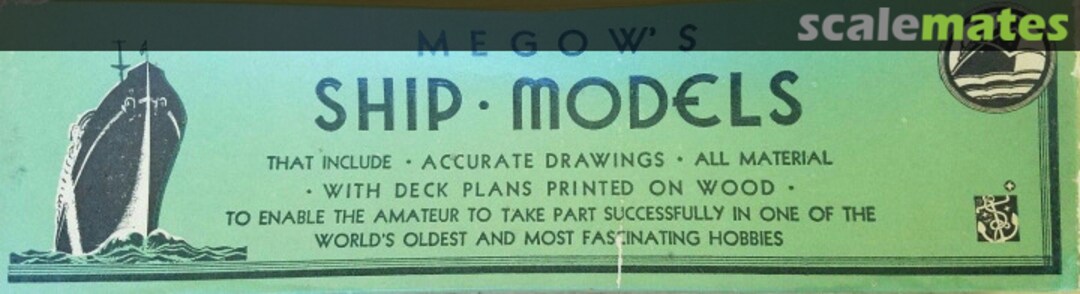 scalemates
MEGOW'S
SHIP · MODELS
THAT INCLUDE · ACCURATE DRAWINGS · ALL MATERIAL
· WITH DECK PLANS PRINTED ON WOOD ·
TO ENABLE THE AMATEUR TO TAKE PART SUCCESSFULLY IN ONE OF THE
WORLD'S OLDEST AND MOST FASCINATING HOBBIES